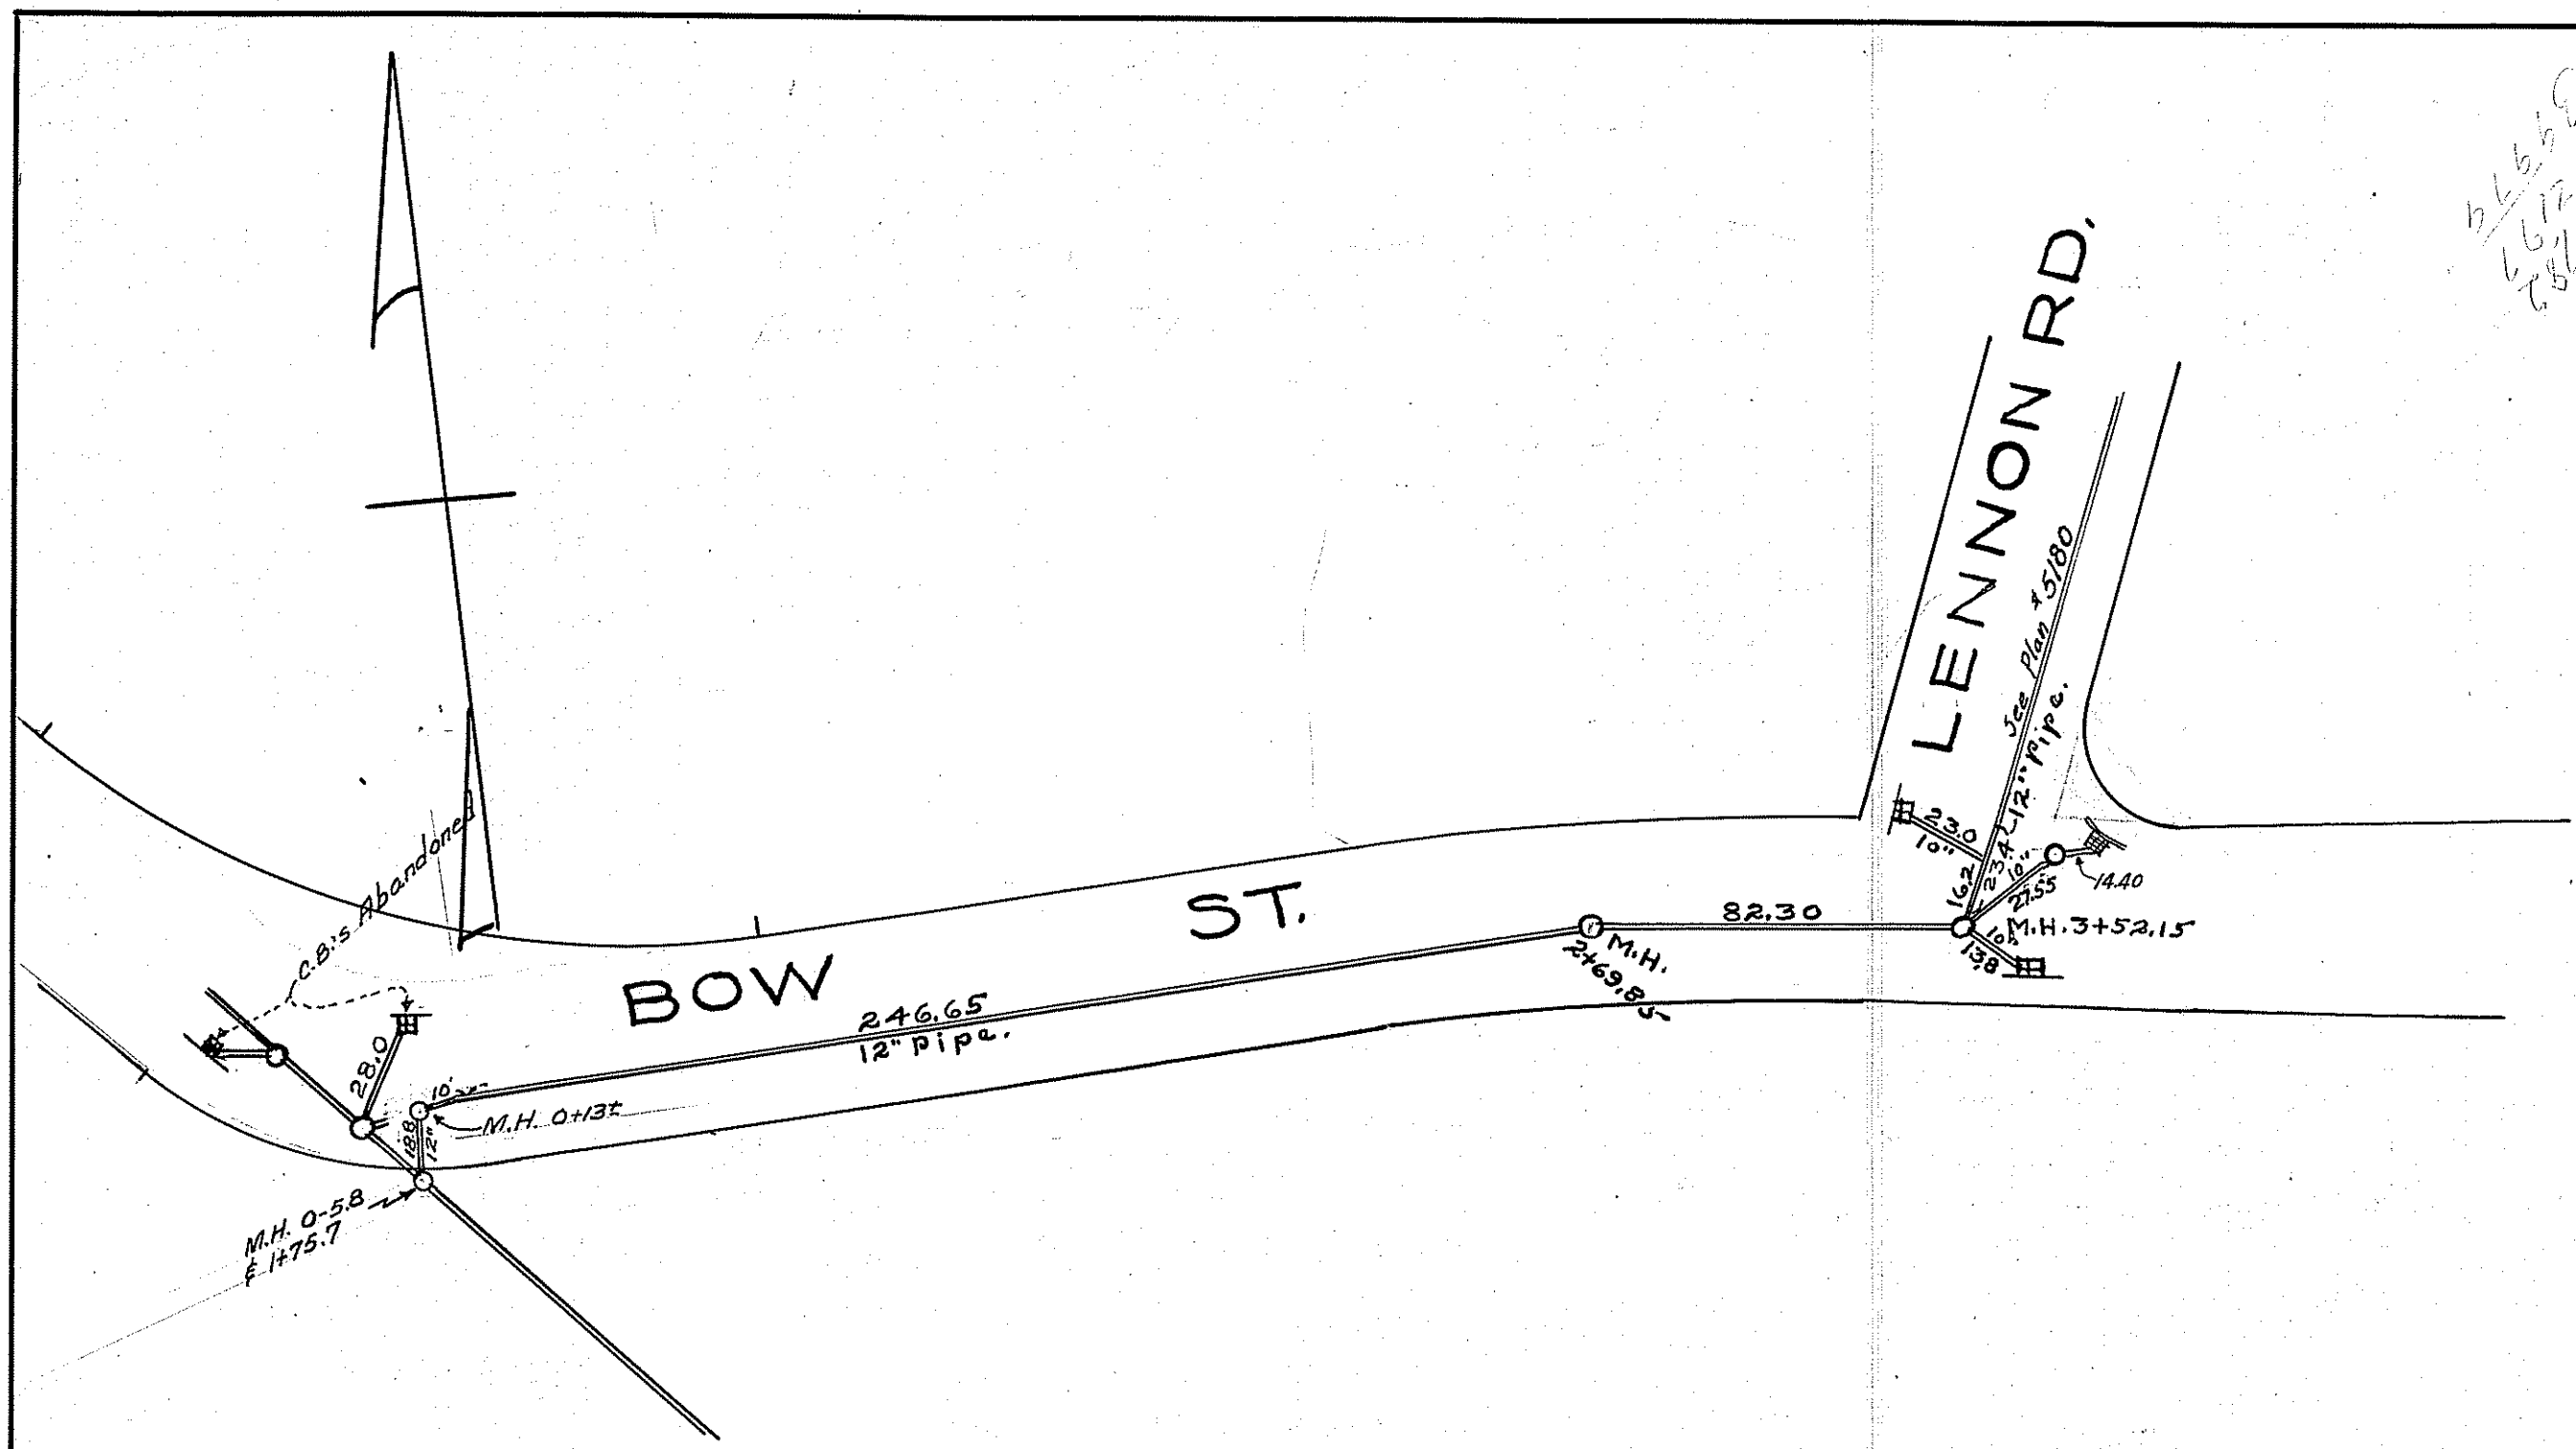 LENNON RD.
See Plan #5180
12" Pipe.
23.0
10"
16.2
23.4
10"
27.55
14.40
M.H. 3+52.15
10"
13.8
82.30
M.H.
2+69.85
BOW ST.
246.65
12" Pipe.
C.B.'s Abandoned
28.0
10'
M.H. 0+13±
18.8
12"
M.H. 0-5.8
& 1+75.7